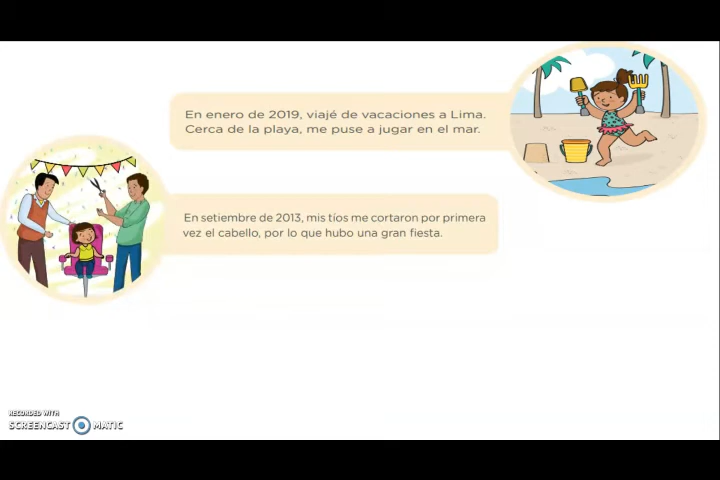 En enero de 2019, viajé de vacaciones a Lima.
Cerca de la playa, me puse a jugar en el mar.
En setiembre de 2013, mis tíos me cortaron por primera
vez el cabello, por lo que hubo una gran fiesta.
RECORDED WITH
SCREENCAST MATIC